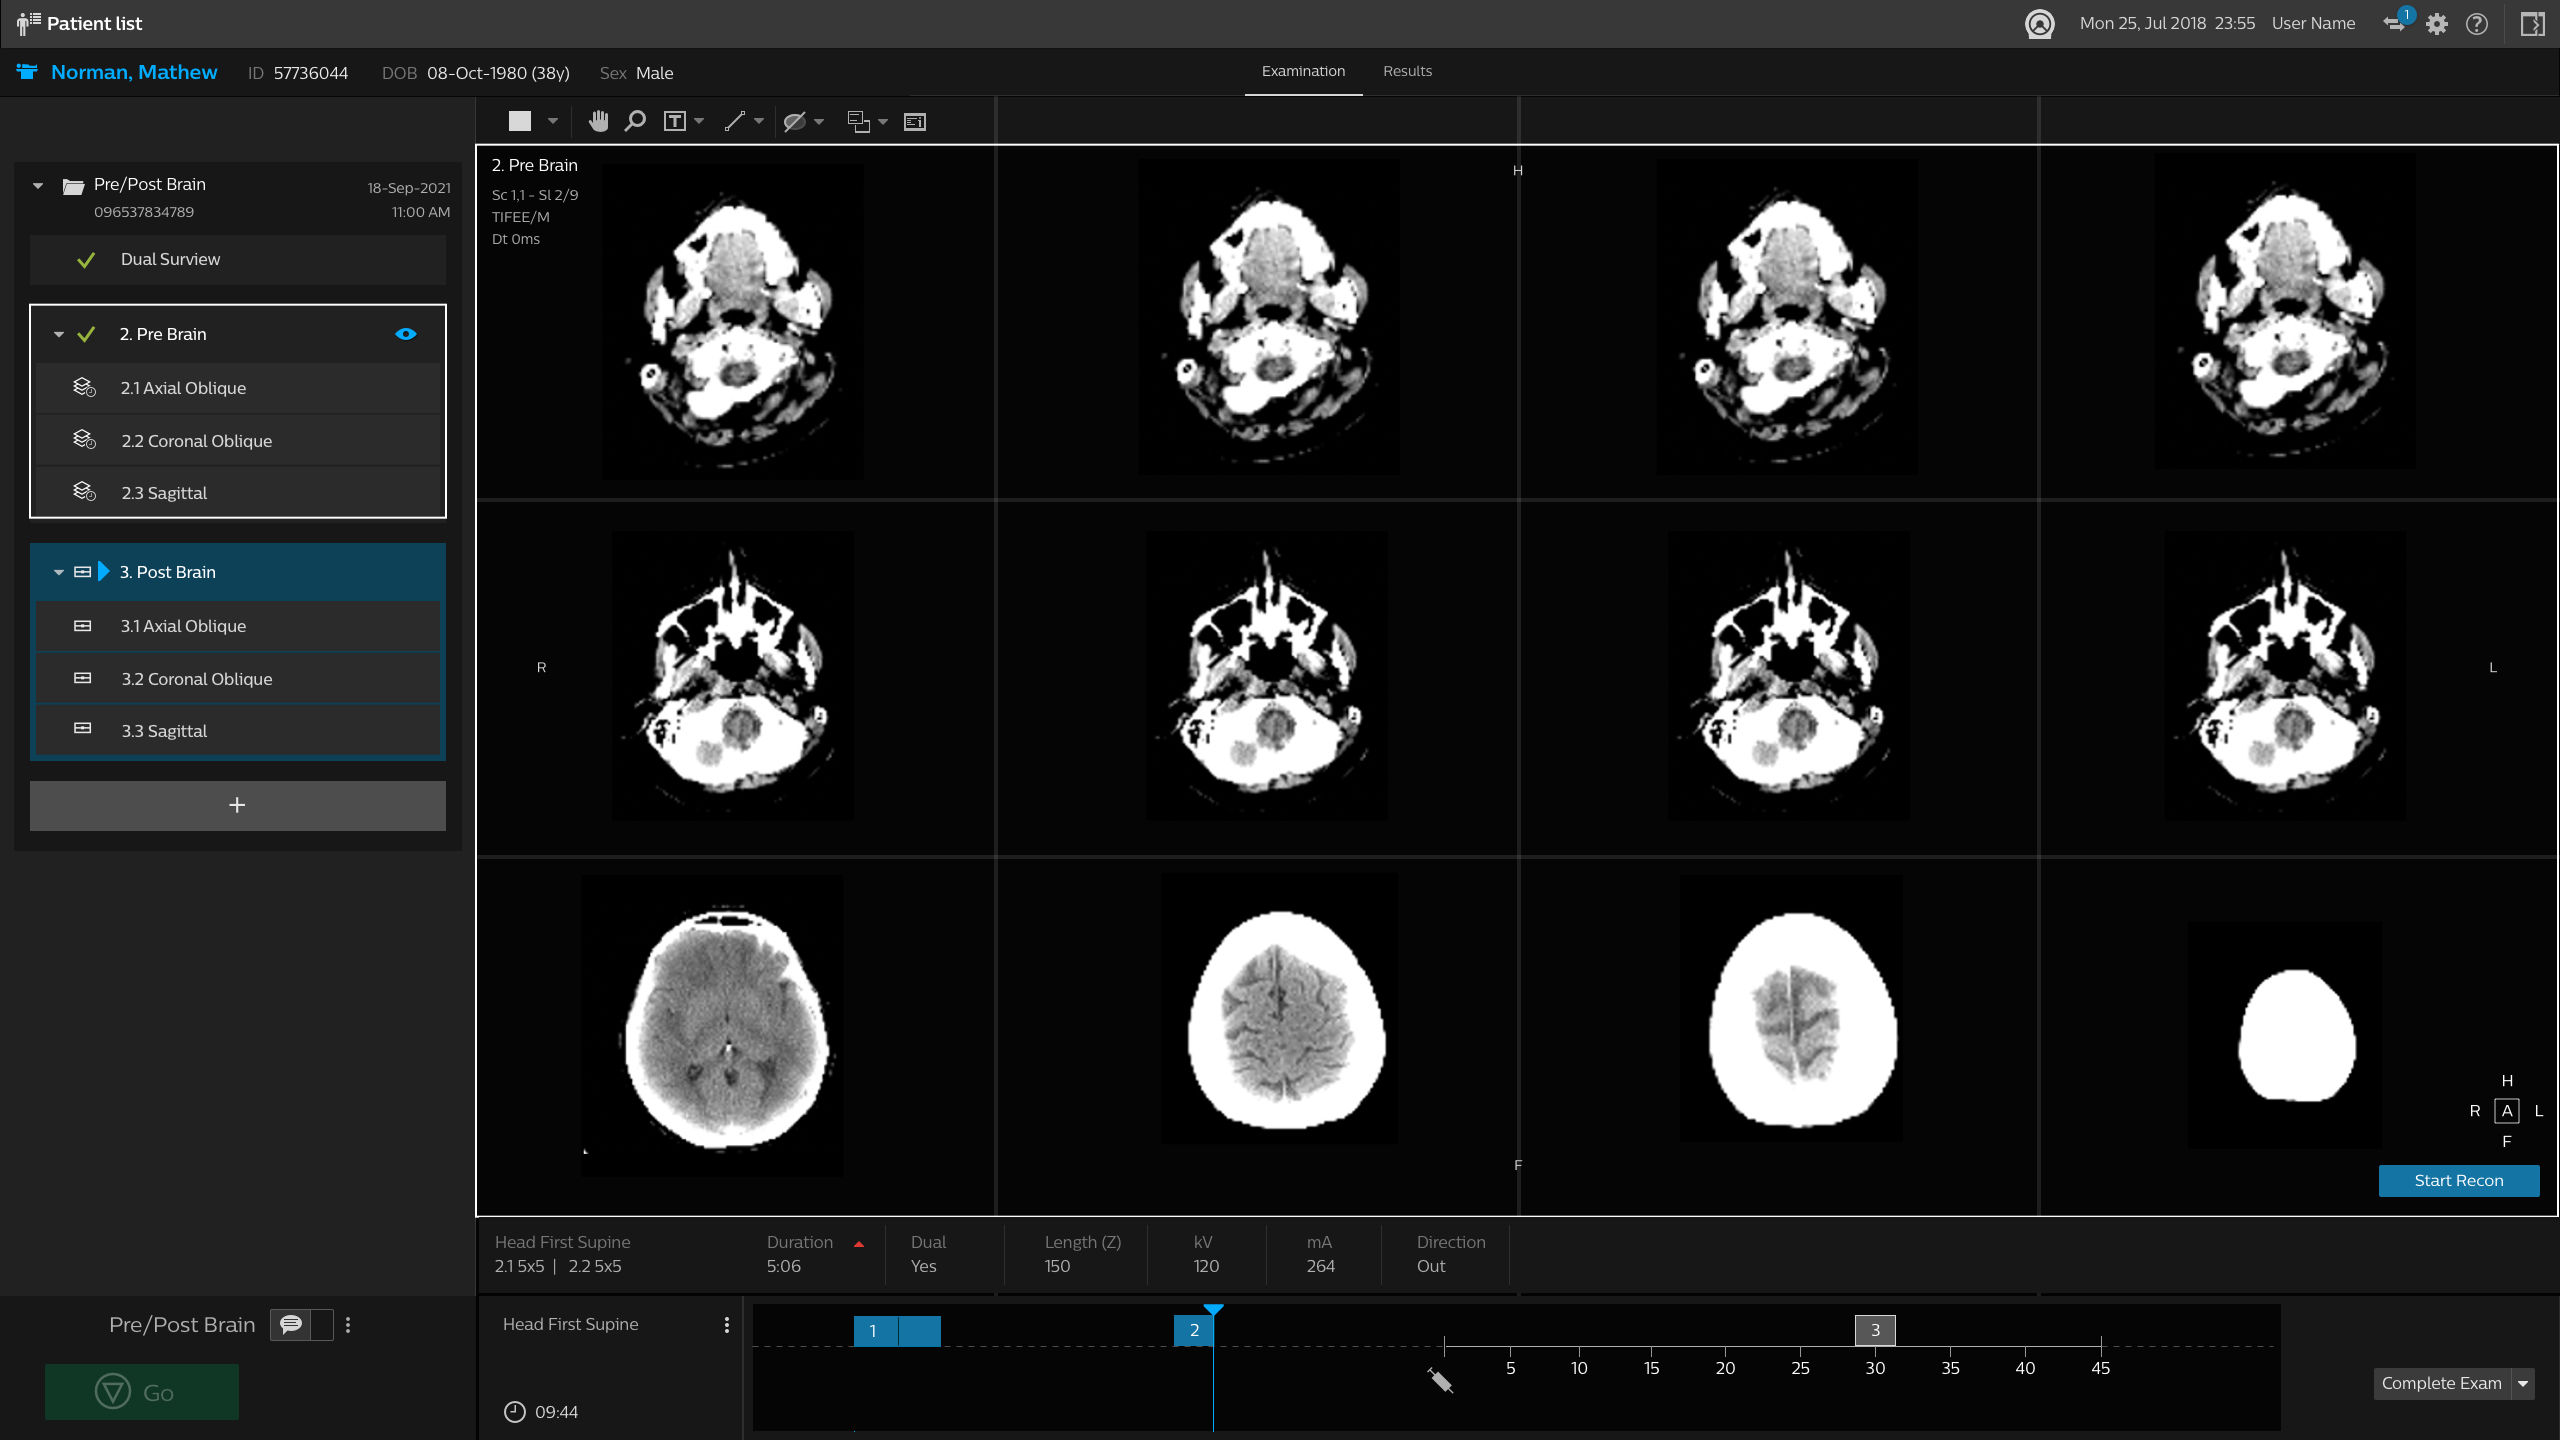 Patient list
Mon 25, Jul 2018 23:55 User Name 1
Norman, Mathew ID 57736044 DOB 08-Oct-1980 (38y) Sex Male
Examination Results
T
Pre/Post Brain 18-Sep-2021
096537834789 11:00 AM
Dual Surview
2. Pre Brain
2.1 Axial Oblique
2.2 Coronal Oblique
2.3 Sagittal
3. Post Brain
3.1 Axial Oblique
3.2 Coronal Oblique
3.3 Sagittal
+
2. Pre Brain
Sc 1,1 - Sl 2/9
TIFEE/M
Dt 0ms
H
R
L
F
H
R A L
F
Start Recon
Head First Supine Duration Dual Length (Z) kV mA Direction
2.1 5x5 | 2.2 5x5 5:06 Yes 150 120 264 Out
Pre/Post Brain
Go
Head First Supine
09:44
1 2 3
5 10 15 20 25 30 35 40 45
Complete Exam